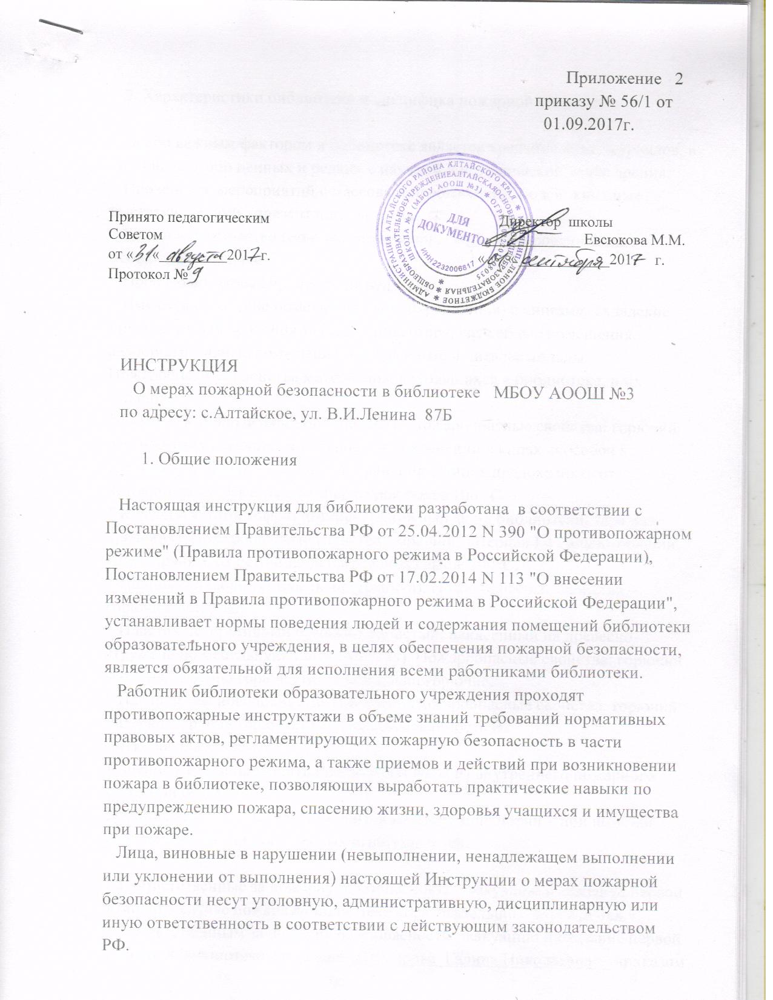 Приложение 2
приказу № 56/1 от
01.09.2017г.
Принято педагогическим
Советом
от «31« августа 2017г.
Протокол № 9
Директор школы
Евсюкова М.М.
«01« сентября 2017 г.
ДЛЯ
ДОКУМЕНТОВ
ИНН2232006817
ИНСТРУКЦИЯ
О мерах пожарной безопасности в библиотеке МБОУ АООШ №3
по адресу: с.Алтайское, ул. В.И.Ленина 87Б
1. Общие положения
Настоящая инструкция для библиотеки разработана в соответствии с
Постановлением Правительства РФ от 25.04.2012 N 390 "О противопожарном
режиме" (Правила противопожарного режима в Российской Федерации),
Постановлением Правительства РФ от 17.02.2014 N 113 "О внесении
изменений в Правила противопожарного режима в Российской Федерации",
устанавливает нормы поведения людей и содержания помещений библиотеки
образовательного учреждения, в целях обеспечения пожарной безопасности,
является обязательной для исполнения всеми работниками библиотеки.
Работник библиотеки образовательного учреждения проходят
противопожарные инструктажи в объеме знаний требований нормативных
правовых актов, регламентирующих пожарную безопасность в части
противопожарного режима, а также приемов и действий при возникновении
пожара в библиотеке, позволяющих выработать практические навыки по
предупреждению пожара, спасению жизни, здоровья учащихся и имущества
при пожаре.
Лица, виновные в нарушении (невыполнении, ненадлежащем выполнении
или уклонении от выполнения) настоящей Инструкции о мерах пожарной
безопасности несут уголовную, административную, дисциплинарную или
иную ответственность в соответствии с действующим законодательством
РФ.